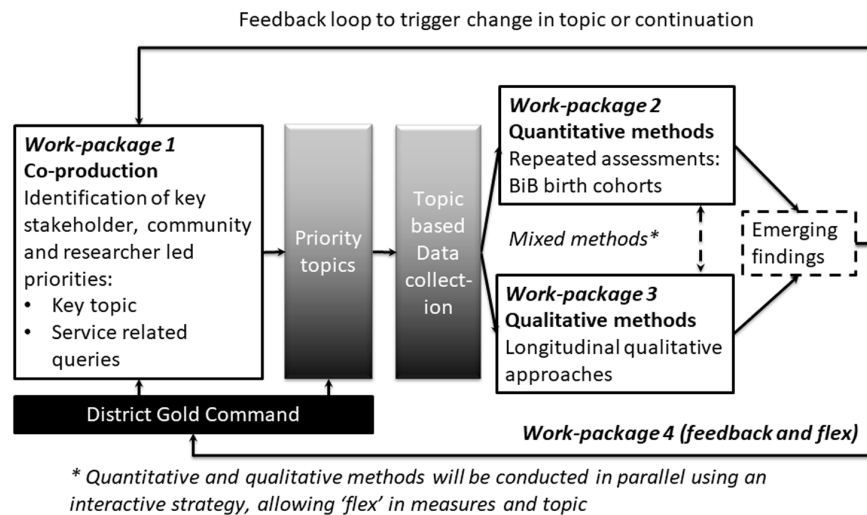 Feedback loop to trigger change in topic or continuation
Work-package 1
Co-production
Identification of key
stakeholder, community
and researcher led
priorities:
• Key topic
• Service related
queries
Priority
topics
Topic
based
Data
collect-
ion
Work-package 2
Quantitative methods
Repeated assessments:
BiB birth cohorts
Mixed methods*
Work-package 3
Qualitative methods
Longitudinal qualitative
approaches
Emerging
findings
District Gold Command
Work-package 4 (feedback and flex)
* Quantitative and qualitative methods will be conducted in parallel using an
interactive strategy, allowing ‘flex’ in measures and topic